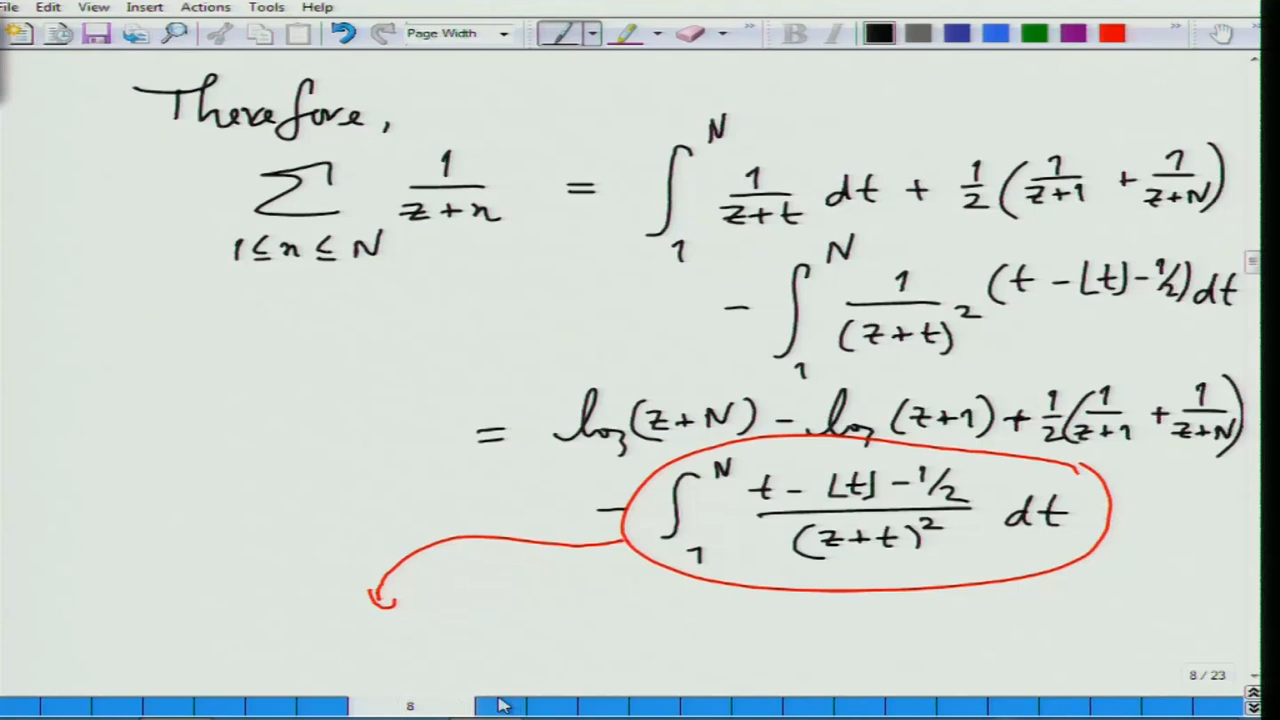 File Edit View Insert Actions Tools Help
Page Width
Therefore,
∑_{1≤n≤N} 1/(z+n) = ∫_1^N 1/(z+t) dt + 1/2 (1/(z+1) + 1/(z+N))
- ∫_1^N 1/(z+t)^2 (t - ⌊t⌋ - 1/2) dt
= log(z+N) - log(z+1) + 1/2 (1/(z+1) + 1/(z+N))
- ∫_1^N (t - ⌊t⌋ - 1/2)/(z+t)^2 dt
8 / 23
8